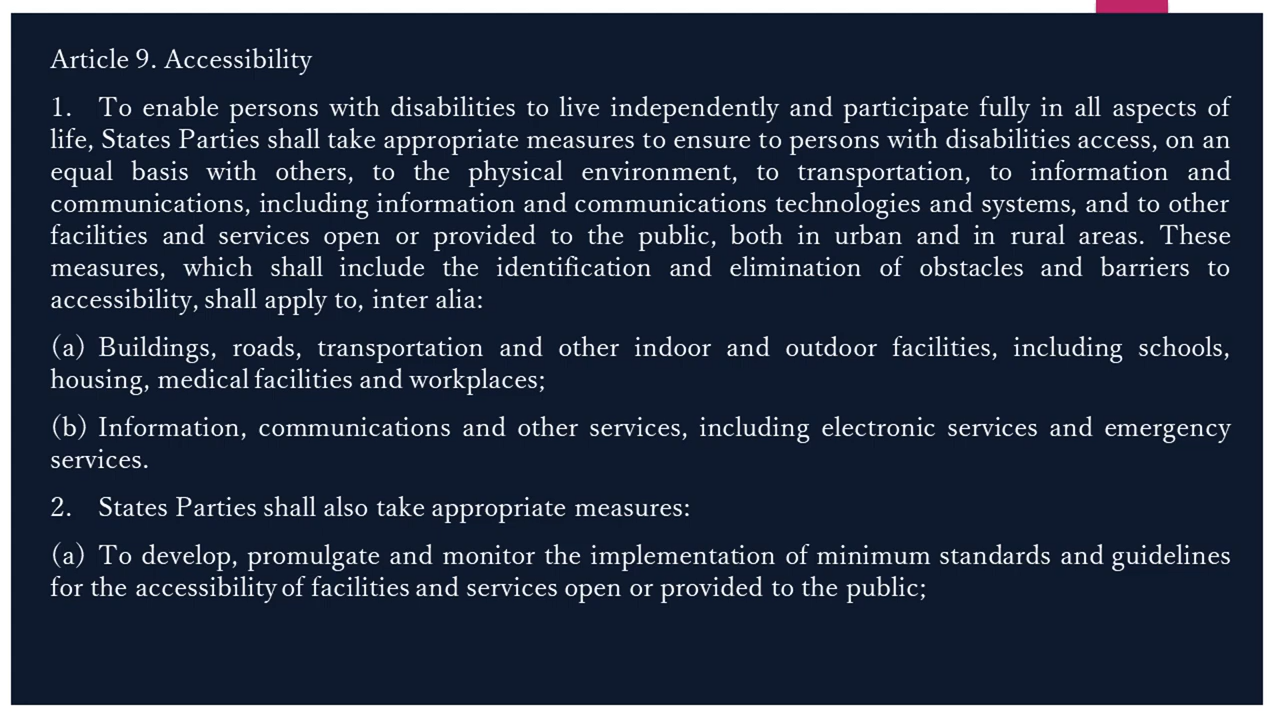 Article 9. Accessibility
1. To enable persons with disabilities to live independently and participate fully in all aspects of
life, States Parties shall take appropriate measures to ensure to persons with disabilities access, on an
equal basis with others, to the physical environment, to transportation, to information and
communications, including information and communications technologies and systems, and to other
facilities and services open or provided to the public, both in urban and in rural areas. These
measures, which shall include the identification and elimination of obstacles and barriers to
accessibility, shall apply to, inter alia:
(a) Buildings, roads, transportation and other indoor and outdoor facilities, including schools,
housing, medical facilities and workplaces;
(b) Information, communications and other services, including electronic services and emergency
services.
2. States Parties shall also take appropriate measures:
(a) To develop, promulgate and monitor the implementation of minimum standards and guidelines
for the accessibility of facilities and services open or provided to the public;